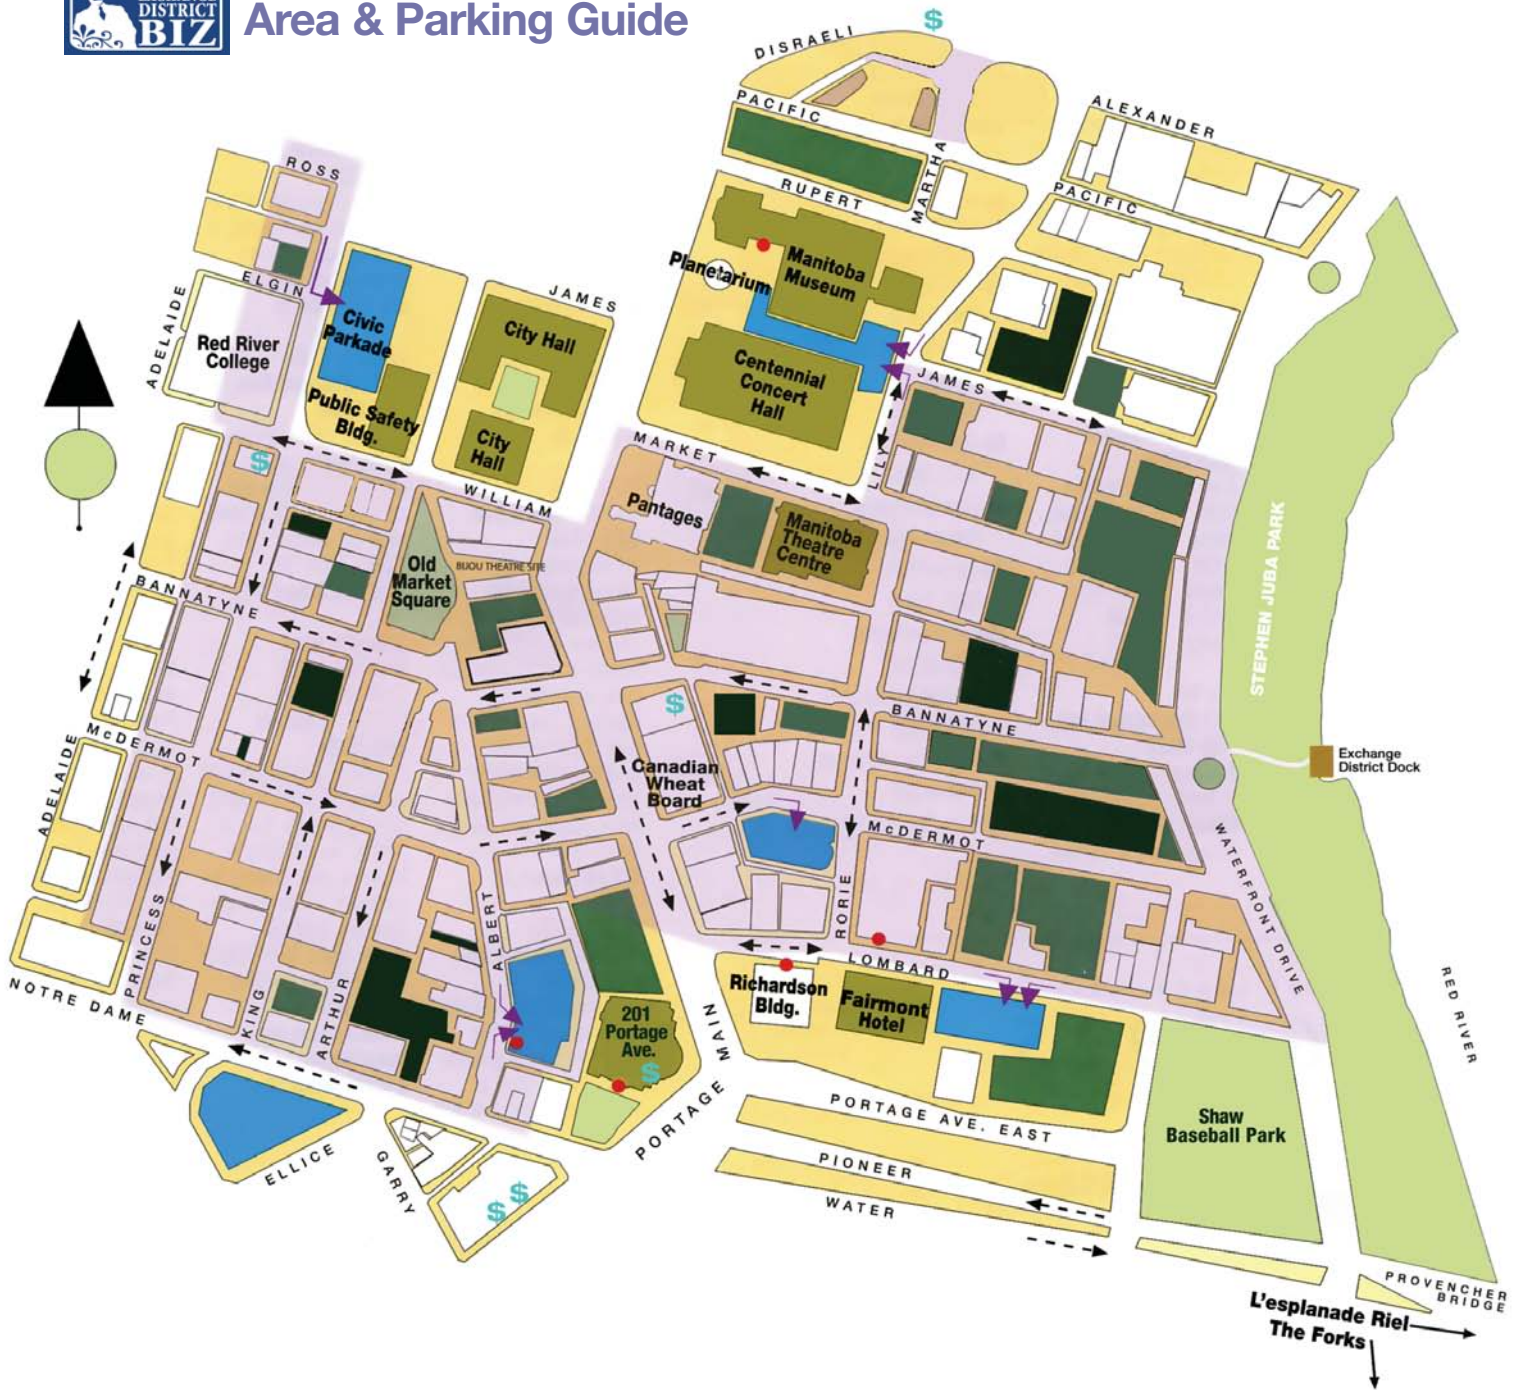 DISTRICT
BIZ
Area & Parking Guide
$
DISRAELI
PACIFIC
ALEXANDER
MARTHA
ROSS
RUPERT
PACIFIC
Manitoba
Museum
Planetarium
ELGIN
ADELAIDE
JAMES
Civic
Parkade
City Hall
Red River
College
Centennial
Concert
Hall
JAMES
Public Safety
Bldg.
City
Hall
MARKET
LILY
$
WILLIAM
Pantages
Manitoba
Theatre
Centre
STEPHEN JUBA PARK
Old
Market
Square
BIJOU THEATRE SITE
BANNATYNE
$
BANNATYNE
McDERMOT
ADELAIDE
Canadian
Wheat
Board
Exchange
District Dock
McDERMOT
WATERFRONT DRIVE
PRINCESS
ALBERT
RORIE
LOMBARD
NOTRE DAME
KING
ARTHUR
Richardson
Bldg.
Fairmont
Hotel
201
Portage
Ave.
$
MAIN
RED RIVER
PORTAGE
PORTAGE AVE. EAST
Shaw
Baseball Park
ELLICE
GARRY
$ $
PIONEER
WATER
PROVENCHER
BRIDGE
L'esplanade Riel
The Forks